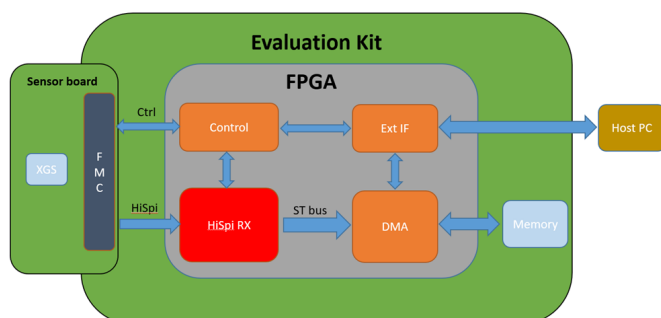 Evaluation Kit
Sensor board
FPGA
Ctrl
Control
Ext IF
Host PC
XGS
F
M
C
HiSpi
HiSpi RX
ST bus
DMA
Memory